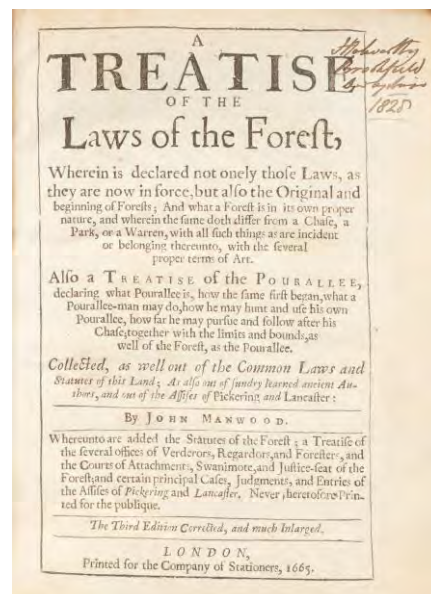 A
TREATISE
OF THE
Laws of the Foreſt,
Wherein is declared not onely thoſe Laws, as
they are now in force, but alſo the Original and
beginning of Foreſts; And what a Foreſt is in its own proper
nature, and wherein the ſame doth differ from a Chaſe, a
Park, or a Warren, with all ſuch things as are incident
or belonging thereunto, with the ſeveral
proper terms of Art.
Alſo a TREATISE of the POURALLEE,
declaring what Pourallee is, how the ſame firſt began, what a
Pourallee-man may do, how he may hunt and uſe his own
Pourallee, how far he may purſue and follow after his
Chaſe, together with the limits and bounds, as
well of the Foreſt, as the Pourallee.
Collected, as well out of the Common Laws and
Statutes of this Land; As alſo out of ſundry learned ancient Au-
thors, and out of the Aſſiſes of Pickering and Lancaſter:
By JOHN MANWOOD.
Whereunto are added the Statutes of the Foreſt; a Treatiſe of
the ſeveral offices of Verderors, Regardors, and Foreſters, and
the Courts of Attachments, Swanimote, and Juſtice-ſeat of the
Foreſt; and certain principal Caſes, Judgments, and Entries of
the Aſſiſes of Pickering and Lancaſter. Never heretofore Prin-
ted for the publique.
The Third Edition Corrected, and much Inlarged.
LONDON,
Printed for the Company of Stationers, 1665.
1828